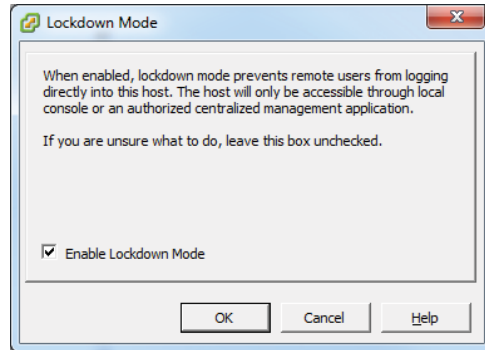 Lockdown Mode
When enabled, lockdown mode prevents remote users from logging
directly into this host. The host will only be accessible through local
console or an authorized centralized management application.
If you are unsure what to do, leave this box unchecked.
Enable Lockdown Mode
OK Cancel Help